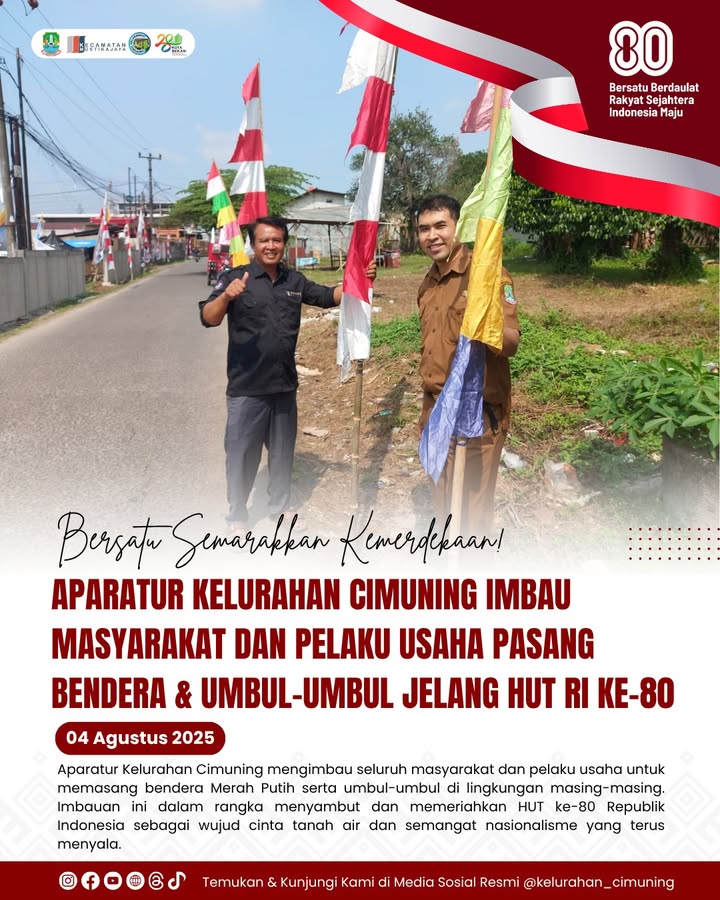 KECAMATAN
MUSTIKAJAYA
KOTA
BEKASI
80
Bersatu Berdaulat
Rakyat Sejahtera
Indonesia Maju
Bersatu Semarakkan Kemerdekaan!
APARATUR KELURAHAN CIMUNING IMBAU
MASYARAKAT DAN PELAKU USAHA PASANG
BENDERA & UMBUL-UMBUL JELANG HUT RI KE-80
04 Agustus 2025
Aparatur Kelurahan Cimuning mengimbau seluruh masyarakat dan pelaku usaha untuk
memasang bendera Merah Putih serta umbul-umbul di lingkungan masing-masing.
Imbauan ini dalam rangka menyambut dan memeriahkan HUT ke-80 Republik
Indonesia sebagai wujud cinta tanah air dan semangat nasionalisme yang terus
menyala.
Temukan & Kunjungi Kami di Media Sosial Resmi @kelurahan_cimuning